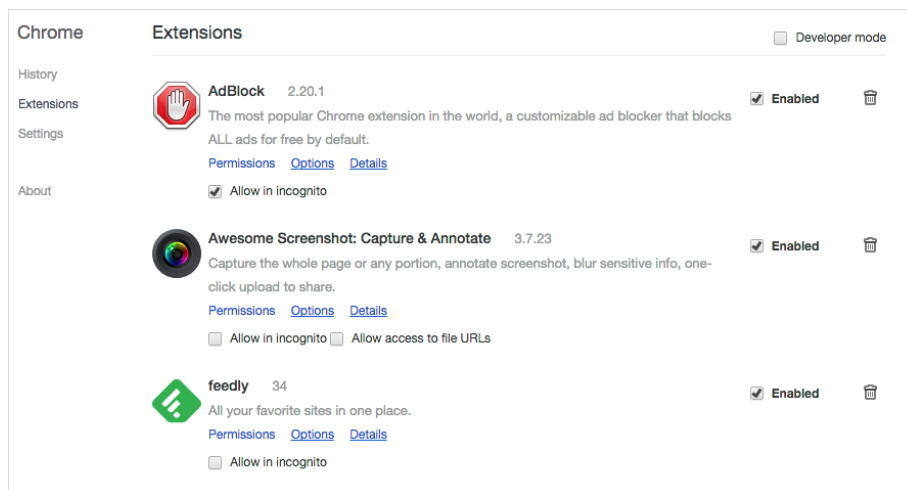 Chrome
Extensions
Developer mode
History
Extensions
Settings
About
AdBlock 2.20.1
Enabled
The most popular Chrome extension in the world, a customizable ad blocker that blocks
ALL ads for free by default.
Permissions Options Details
Allow in incognito
Awesome Screenshot: Capture & Annotate 3.7.23
Enabled
Capture the whole page or any portion, annotate screenshot, blur sensitive info, one-
click upload to share.
Permissions Options Details
Allow in incognito Allow access to file URLs
feedly 34
Enabled
All your favorite sites in one place.
Permissions Options Details
Allow in incognito